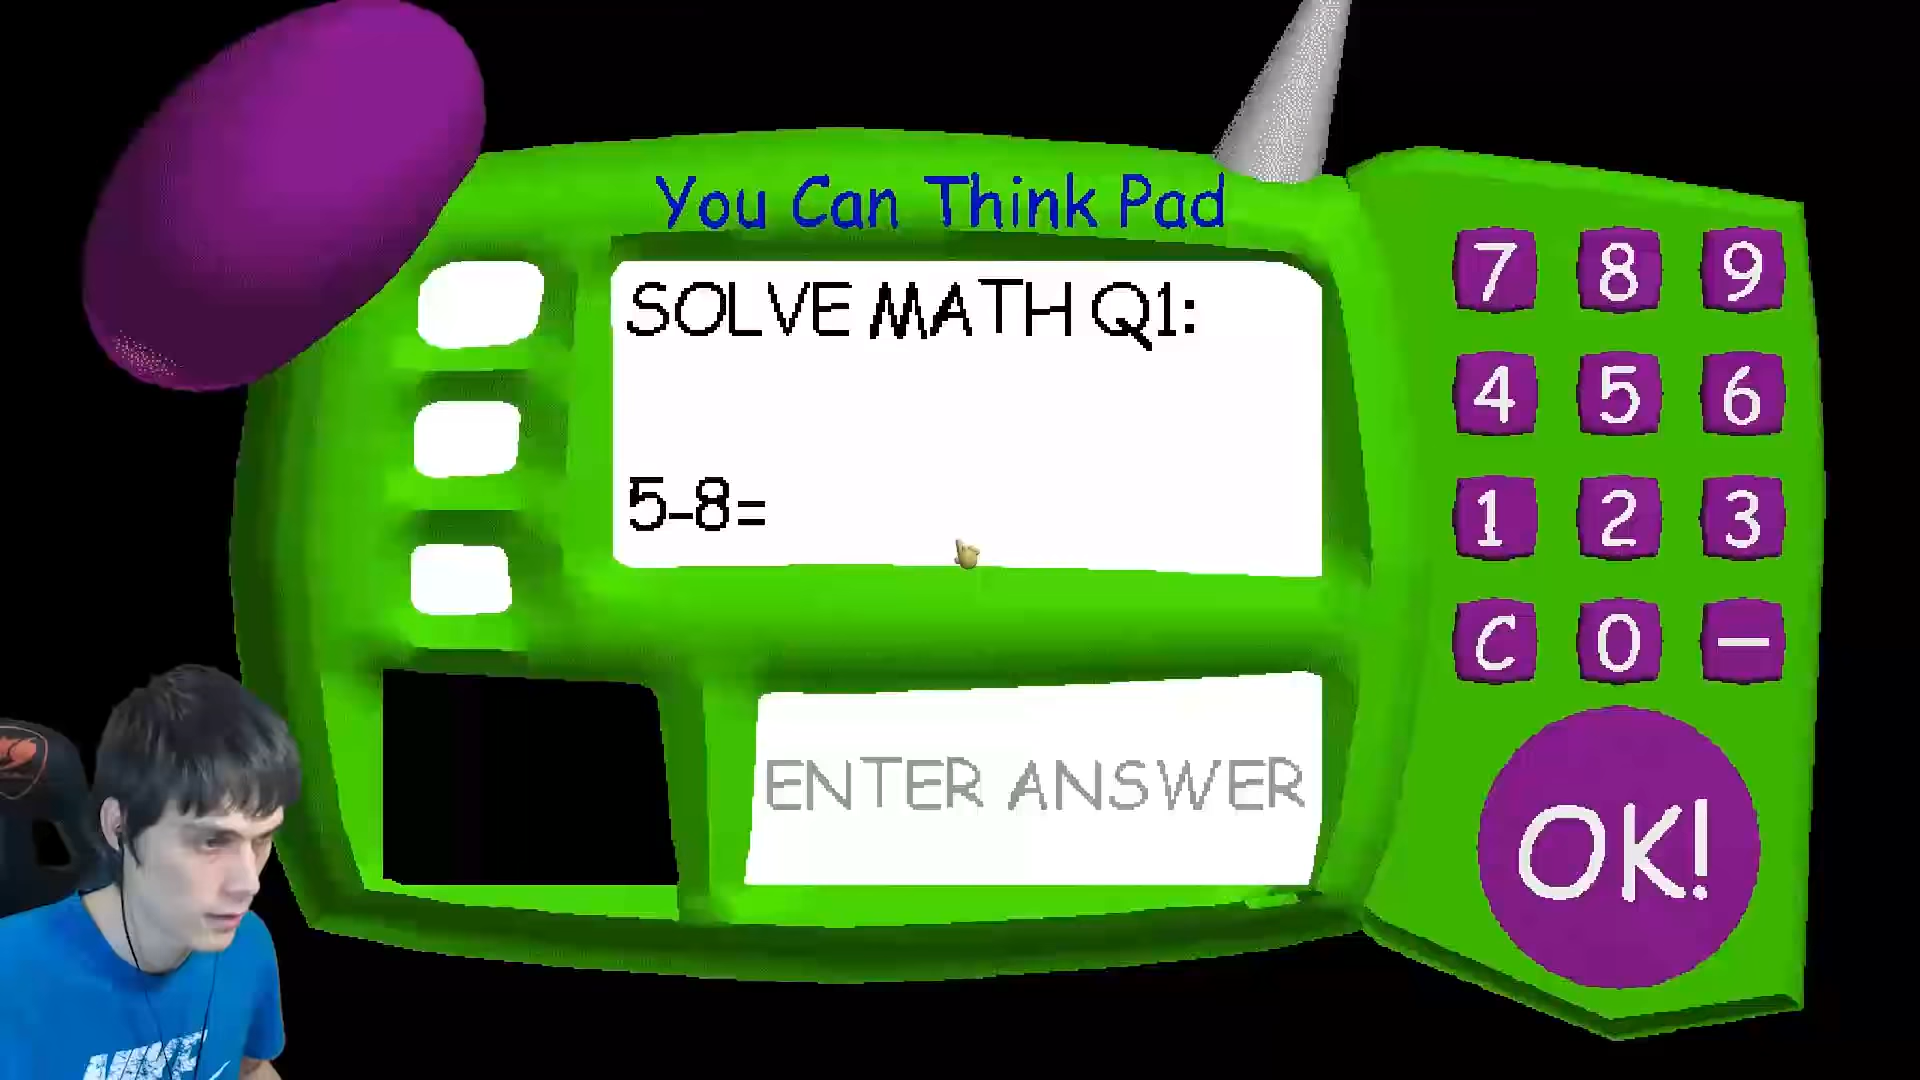 You Can Think Pad
SOLVE MATH Q1:
5-8=
ENTER ANSWER
7 8 9
4 5 6
1 2 3
C 0 −
OK!